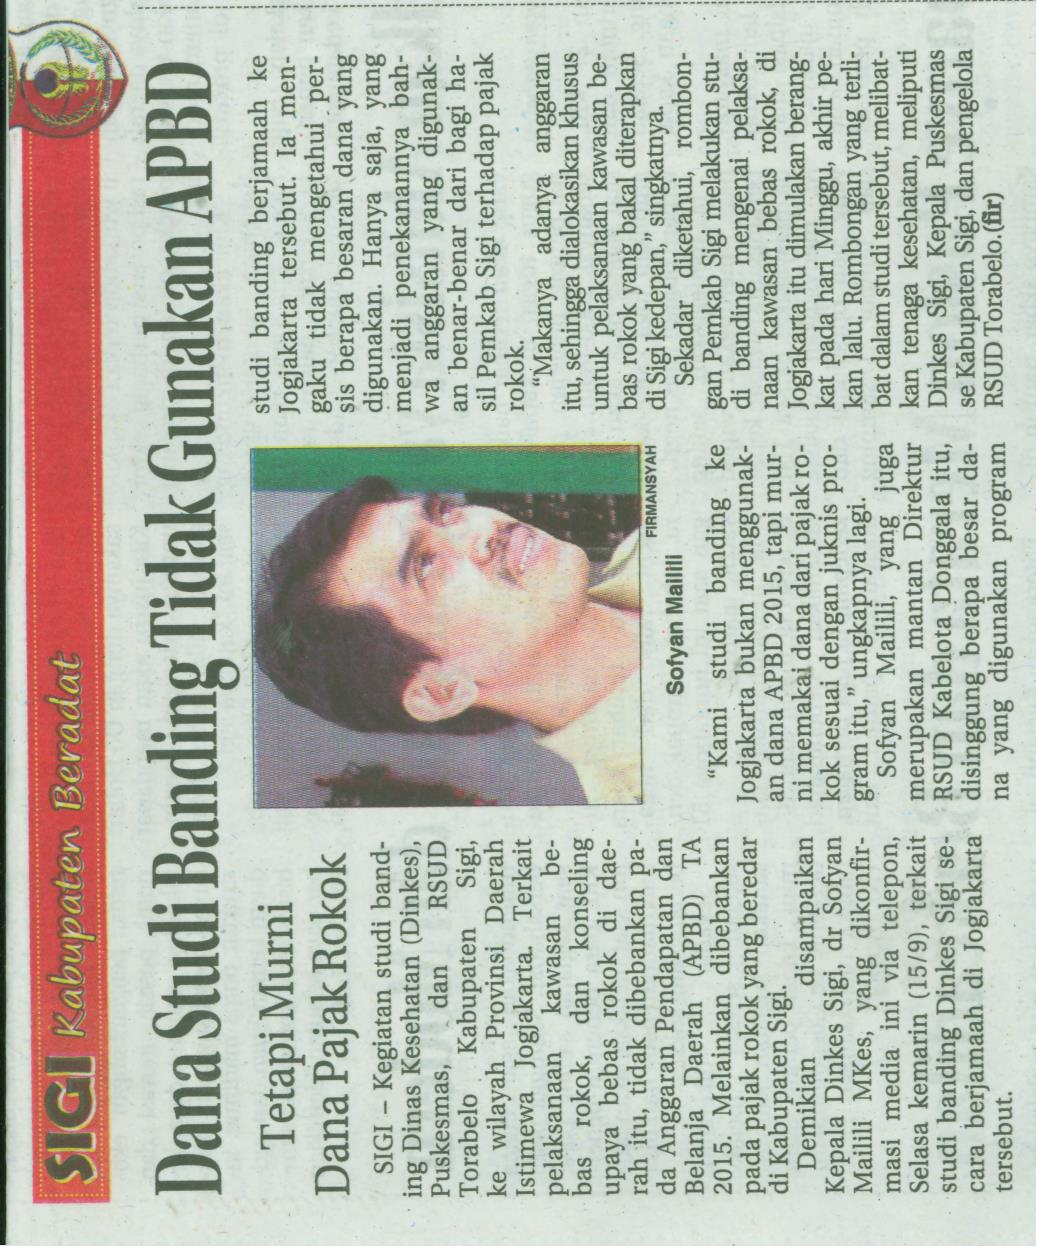 SIGI Kabupaten Beradat
Dana Studi Banding Tidak Gunakan APBD
Tetapi Murni
Dana Pajak Rokok
SIGI – Kegiatan studi band-
ing Dinas Kesehatan (Dinkes),
Puskesmas, dan RSUD
Torabelo Kabupaten Sigi,
ke wilayah Provinsi Daerah
Istimewa Jogjakarta. Terkait
pelaksanaan kawasan be-
bas rokok, dan konseling
upaya bebas rokok di dae-
rah itu, tidak dibebankan pa-
da Anggaran Pendapatan dan
Belanja Daerah (APBD) TA
2015. Melainkan dibebankan
pada pajak rokok yang beredar
di Kabupaten Sigi.
Demikian disampaikan
Kepala Dinkes Sigi, dr Sofyan
Mailili MKes, yang dikonfir-
masi media ini via telepon,
Selasa kemarin (15/9), terkait
studi banding Dinkes Sigi se-
cara berjamaah di Jogjakarta
tersebut.
FIRMANSYAH
Sofyan Mailili
“Kami studi banding ke
Jogjakarta bukan menggunak-
an dana APBD 2015, tapi mur-
ni memakai dana dari pajak ro-
kok sesuai dengan juknis pro-
gram itu,” ungkapnya lagi.
Sofyan Mailili, yang juga
merupakan mantan Direktur
RSUD Kabelota Donggala itu,
disinggung berapa besar da-
na yang digunakan program
studi banding berjamaah ke
Jogjakarta tersebut. Ia men-
gaku tidak mengetahui per-
sis berapa besaran dana yang
digunakan. Hanya saja, yang
menjadi penekanannya bah-
wa anggaran yang digunak-
an benar-benar dari bagi ha-
sil Pemkab Sigi terhadap pajak
rokok.
“Makanya adanya anggaran
itu, sehingga dialokasikan khusus
untuk pelaksanaan kawasan be-
bas rokok yang bakal diterapkan
di Sigi kedepan,” singkatnya.
Sekadar diketahui, rombon-
gan Pemkab Sigi melakukan stu-
di banding mengenai pelaksa-
naan kawasan bebas rokok, di
Jogjakarta itu dimulakan berang-
kat pada hari Minggu, akhir pe-
kan lalu. Rombongan yang terli-
bat dalam studi tersebut, melibat-
kan tenaga kesehatan, meliputi
Dinkes Sigi, Kepala Puskesmas
se Kabupaten Sigi, dan pengelola
RSUD Torabelo.(fir)